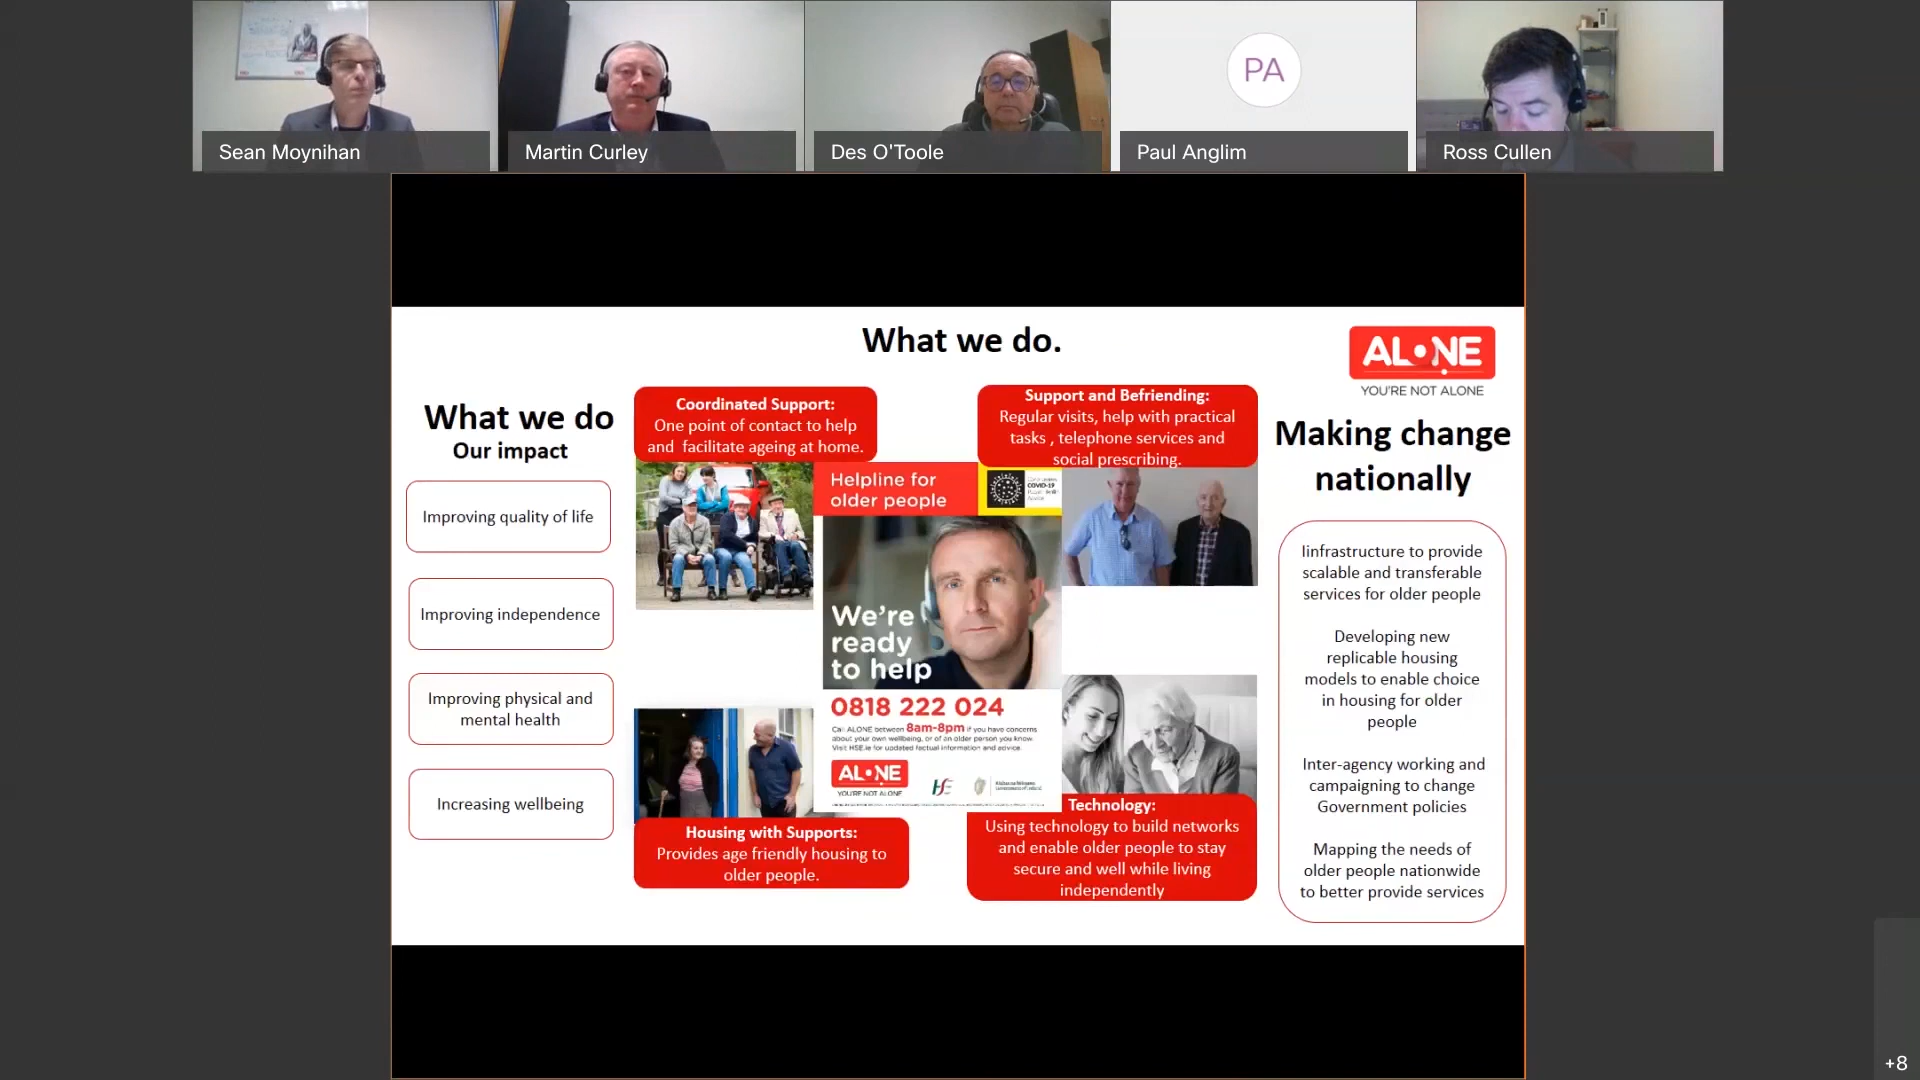 Sean Moynihan
Martin Curley
Des O'Toole
PA
Paul Anglim
Ross Cullen
What we do.
ALONE
YOU'RE NOT ALONE
What we do
Our impact
Improving quality of life
Improving independence
Improving physical and
mental health
Increasing wellbeing
Coordinated Support:
One point of contact to help
and facilitate ageing at home.
Support and Befriending:
Regular visits, help with practical
tasks , telephone services and
social prescribing.
Helpline for
older people
COVID-19
We're
ready
to help
0818 222 024
Call ALONE between 8am-8pm if you have concerns
about your own wellbeing, or of an older person you know.
Visit HSE.ie for updated factual information and advice.
ALONE
YOU'RE NOT ALONE
Housing with Supports:
Provides age friendly housing to
older people.
Technology:
Using technology to build networks
and enable older people to stay
secure and well while living
independently
Making change
nationally
Iinfrastructure to provide
scalable and transferable
services for older people
Developing new
replicable housing
models to enable choice
in housing for older
people
Inter-agency working and
campaigning to change
Government policies
Mapping the needs of
older people nationwide
to better provide services
+8